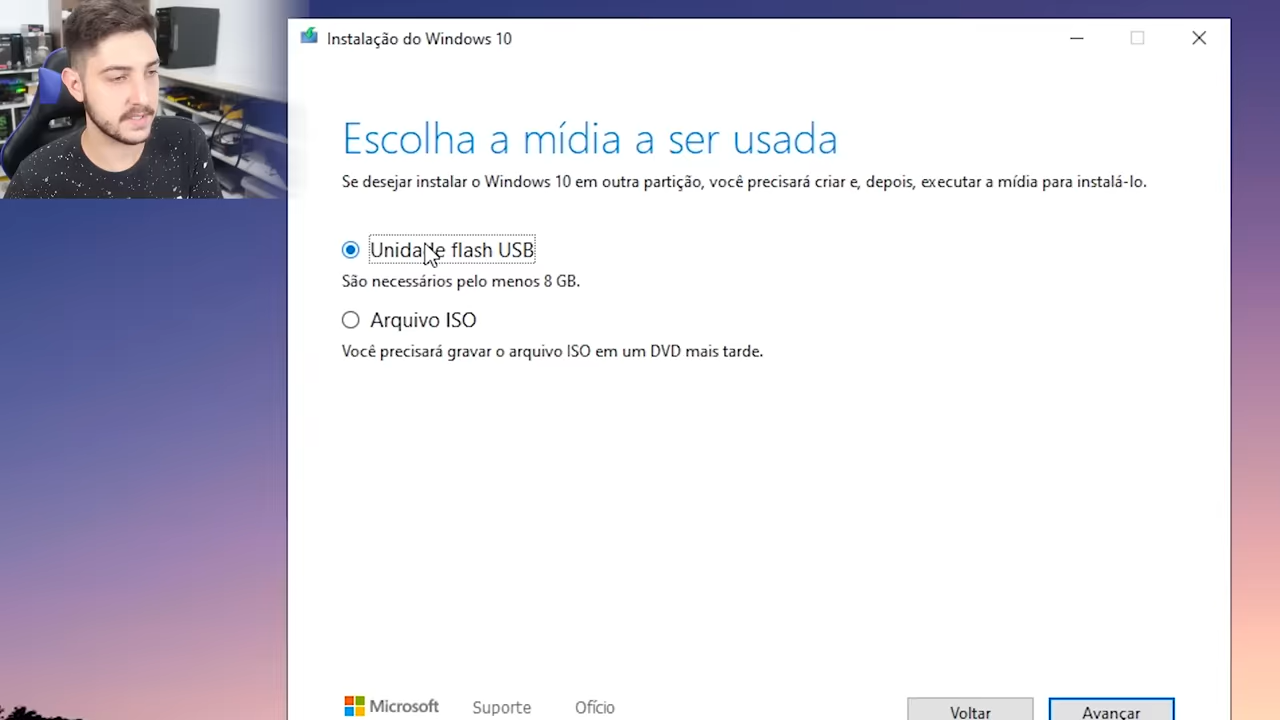 Instalação do Windows 10
Escolha a mídia a ser usada
Se desejar instalar o Windows 10 em outra partição, você precisará criar e, depois, executar a mídia para instalá-lo.
Unidade flash USB
São necessários pelo menos 8 GB.
Arquivo ISO
Você precisará gravar o arquivo ISO em um DVD mais tarde.
Microsoft Suporte Ofício Voltar Avançar